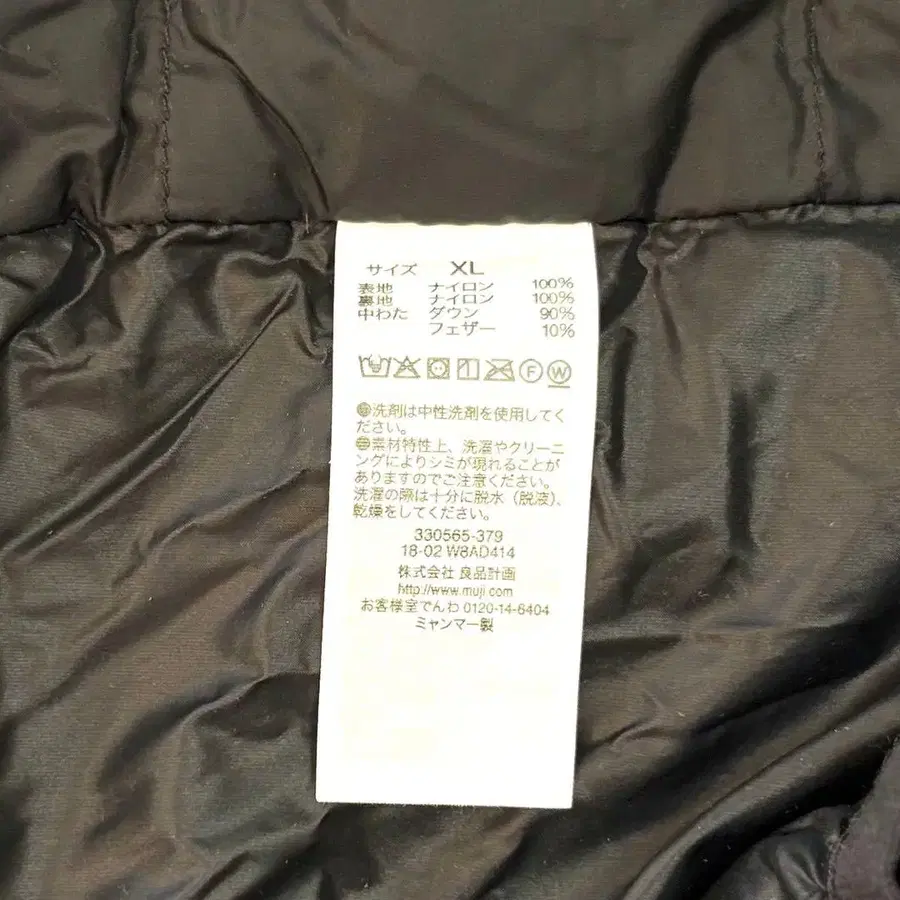 サイズ XL
表地 ナイロン 100%
裏地 ナイロン 100%
中わた ダウン 90%
フェザー 10%
F W
●洗剤は中性洗剤を使用してく
ださい。
●素材特性上、洗濯やクリーニ
ングによりシミが現れることが
ありますのでご注意ください。
洗濯の際は十分に脱水（脱液）、
乾燥をしてください。
330565-379
18-02 W8AD414
株式会社 良品計画
http://www.muji.com
お客様室でんわ 0120-14-6404
ミャンマー製